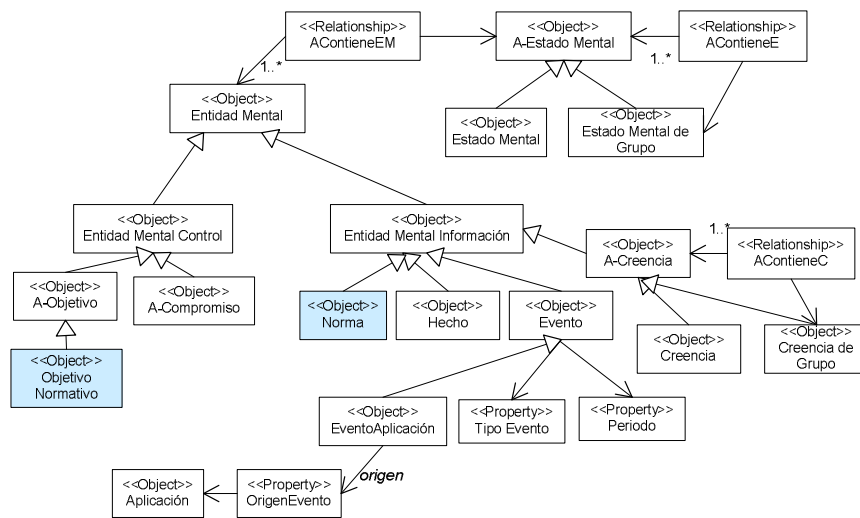 <<Relationship>>
AContieneEM
<<Object>>
A-Estado Mental
<<Relationship>>
AContieneE
1..*
1..*
<<Object>>
Entidad Mental
<<Object>>
Estado Mental
<<Object>>
Estado Mental de
Grupo
<<Object>>
Entidad Mental Control
<<Object>>
Entidad Mental Información
<<Object>>
A-Creencia
1..*
<<Relationship>>
AContieneC
<<Object>>
A-Objetivo
<<Object>>
A-Compromiso
<<Object>>
Norma
<<Object>>
Hecho
<<Object>>
Evento
<<Object>>
Creencia
<<Object>>
Creencia de
Grupo
<<Object>>
Objetivo
Normativo
<<Object>>
EventoAplicación
<<Property>>
Tipo Evento
<<Property>>
Periodo
origen
<<Object>>
Aplicación
<<Property>>
OrigenEvento